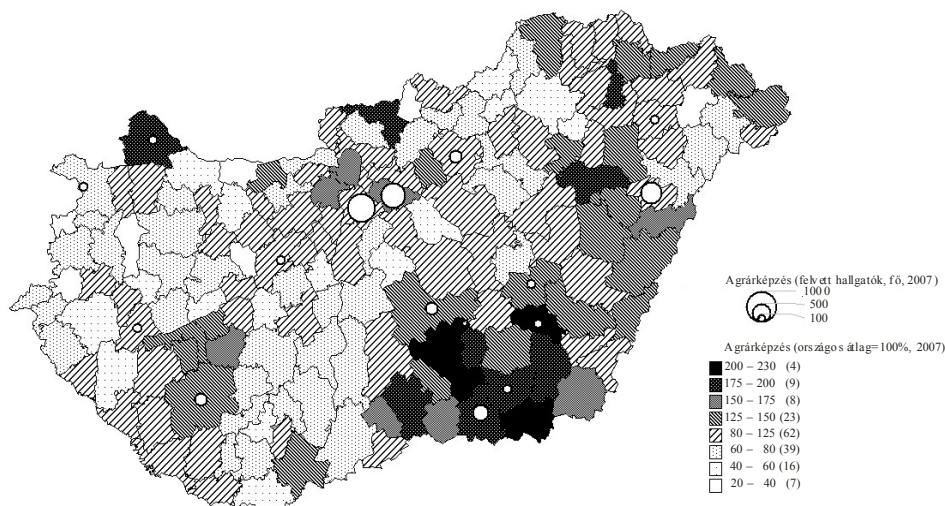 Agrárképzés (felvett hallgatók, fő, 2007)
1000
500
100
Agrárképzés (országos átlag=100%, 2007)
200 – 230 (4)
175 – 200 (9)
150 – 175 (8)
125 – 150 (23)
80 – 125 (62)
60 – 80 (39)
40 – 60 (16)
20 – 40 (7)